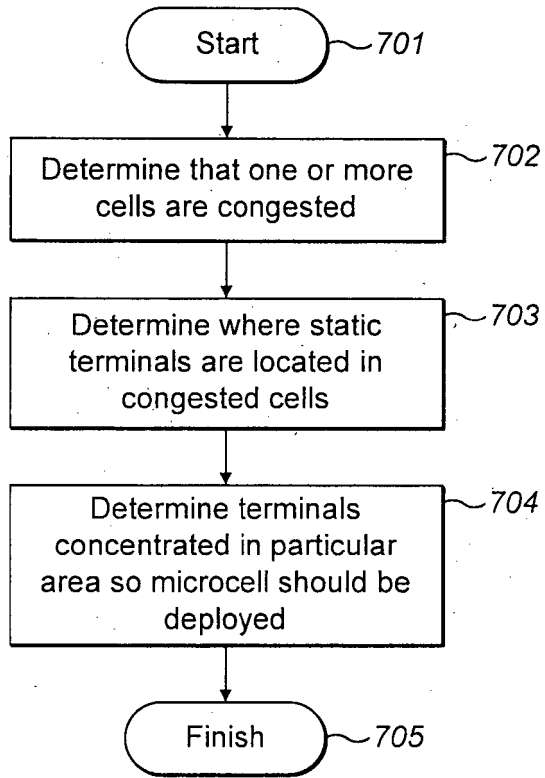 Start 701
702
Determine that one or more
cells are congested
703
Determine where static
terminals are located in
congested cells
704
Determine terminals
concentrated in particular
area so microcell should be
deployed
Finish 705